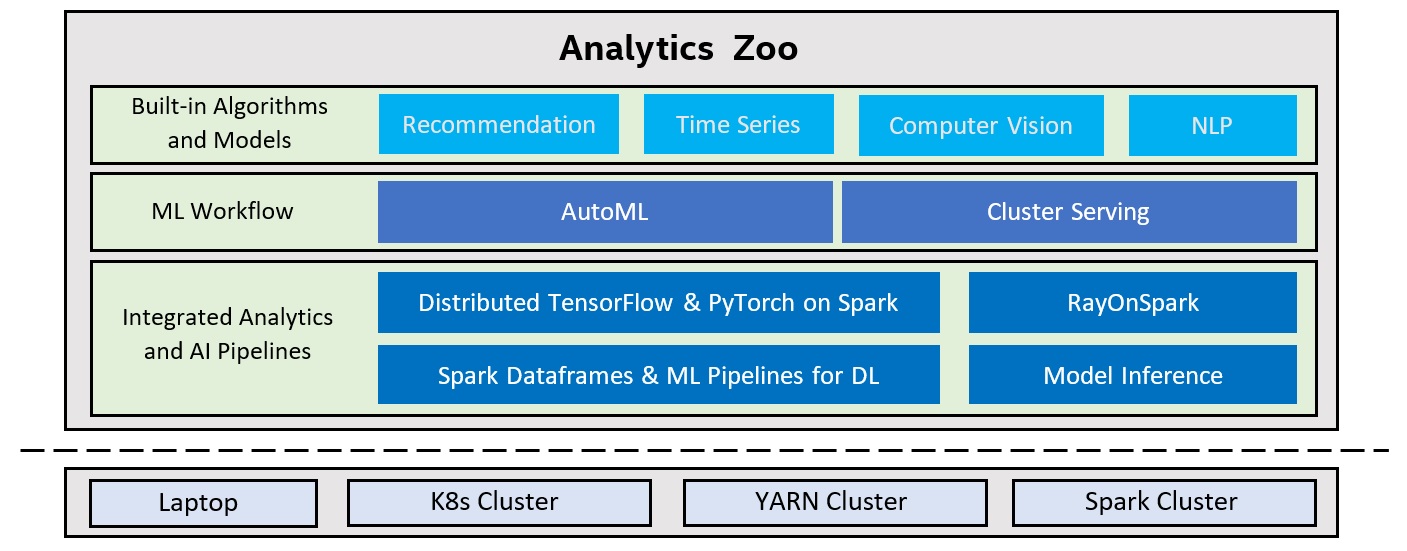 Analytics Zoo
Built-in Algorithms
and Models
Recommendation
Time Series
Computer Vision
NLP
ML Workflow
AutoML
Cluster Serving
Integrated Analytics
and AI Pipelines
Distributed TensorFlow & PyTorch on Spark
RayOnSpark
Spark Dataframes & ML Pipelines for DL
Model Inference
Laptop
K8s Cluster
YARN Cluster
Spark Cluster